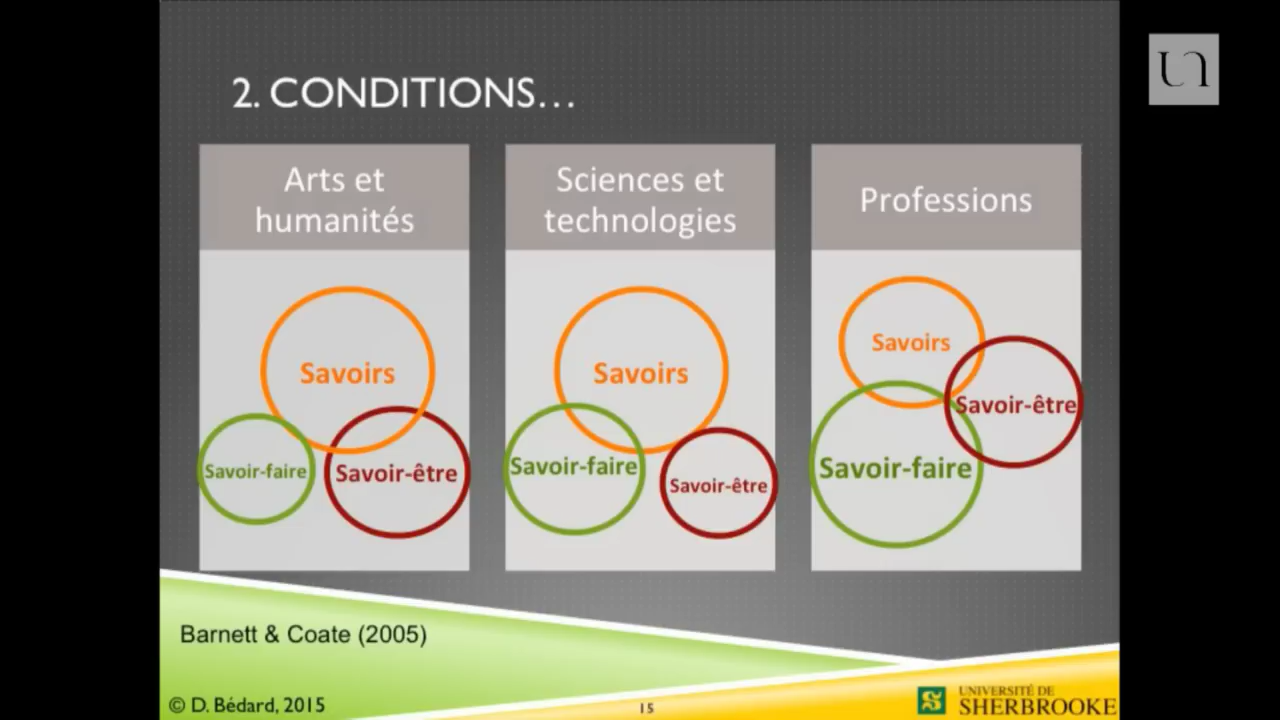 2. CONDITIONS…
Arts et
humanités
Savoirs
Savoir-faire
Savoir-être
Sciences et
technologies
Savoirs
Savoir-faire
Savoir-être
Professions
Savoirs
Savoir-être
Savoir-faire
Barnett & Coate (2005)
© D. Bédard, 2015
15
UNIVERSITÉ DE
SHERBROOKE